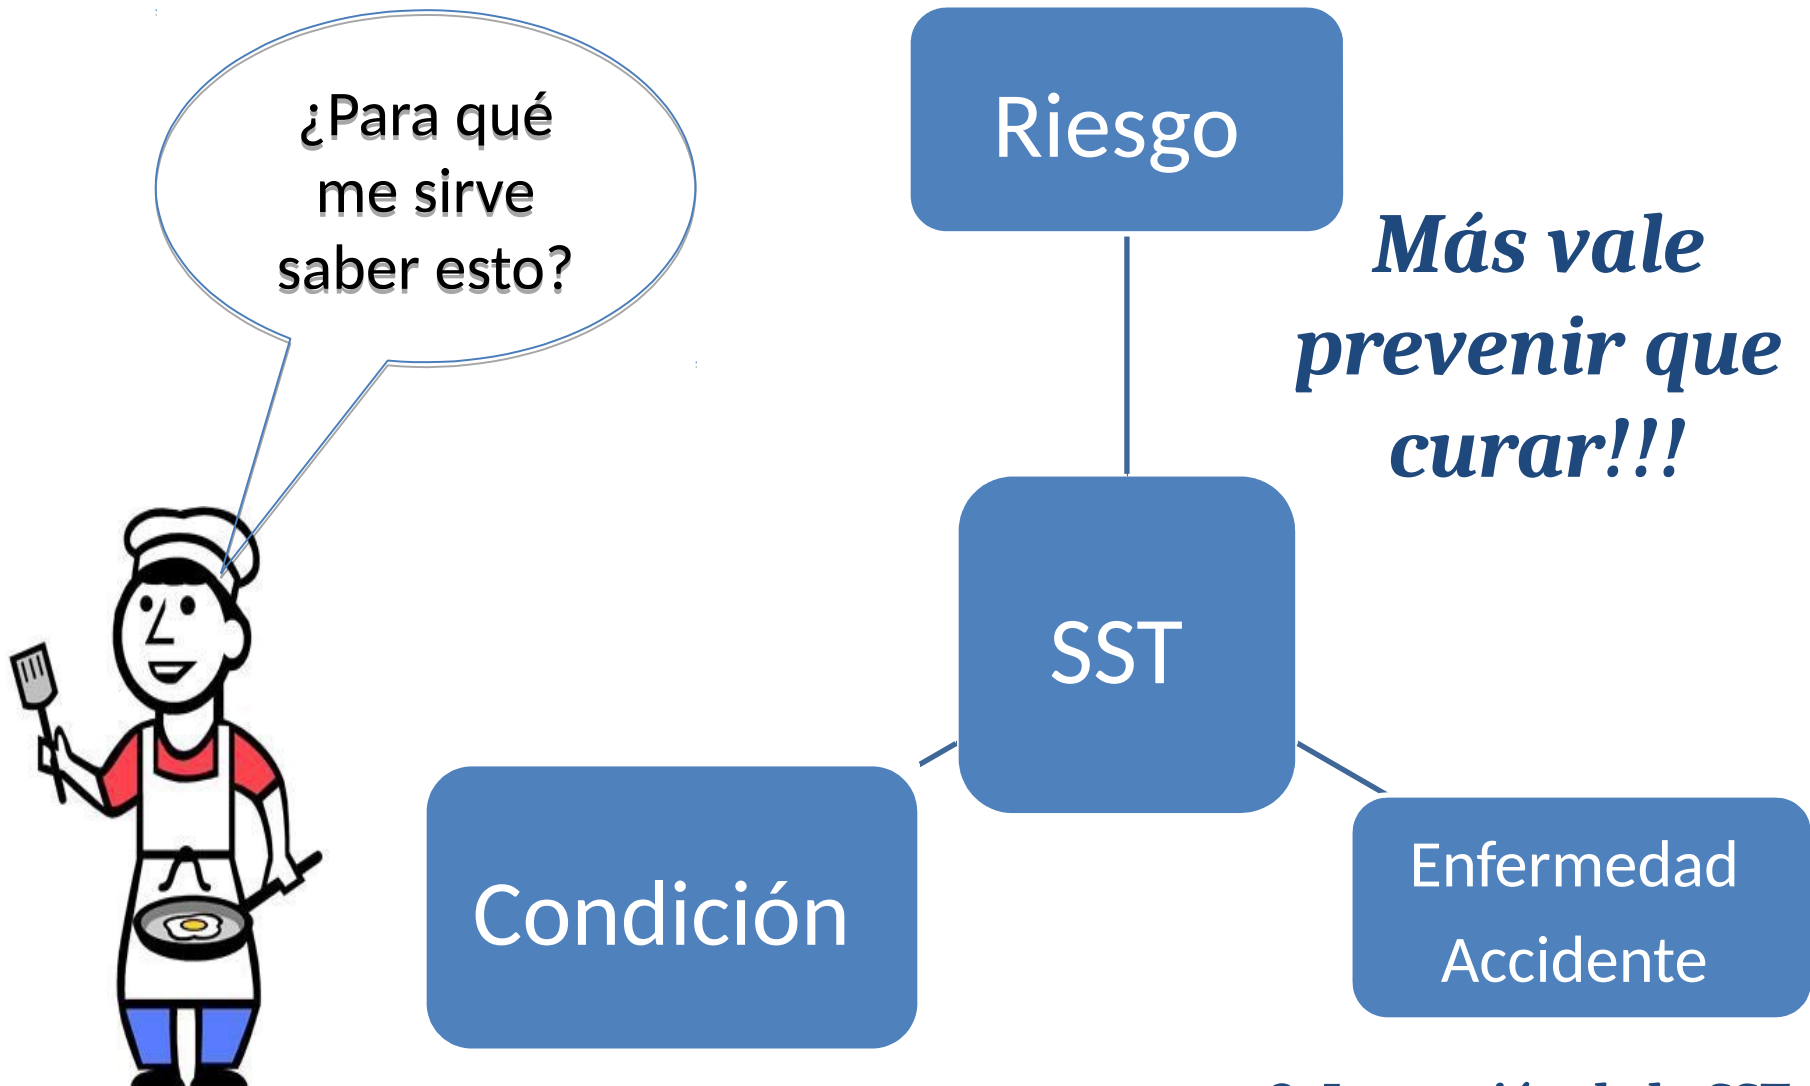 ¿Para qué
me sirve
saber esto?
Riesgo
Más vale
prevenir que
curar!!!
SST
Condición
Enfermedad
Accidente